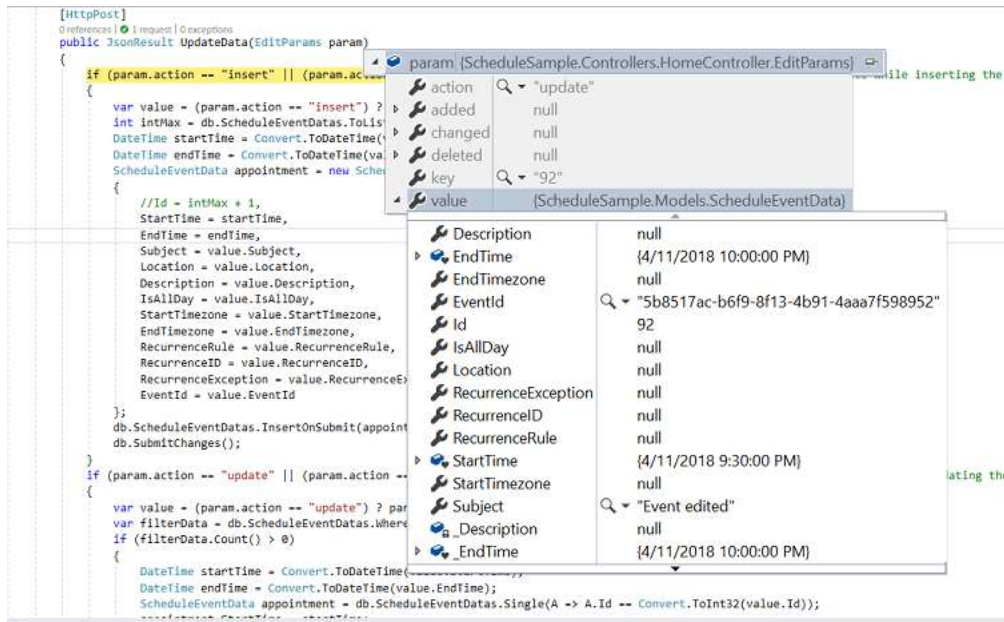 [HttpPost]
0 references | 1 request | 0 exceptions
public JsonResult UpdateData(EditParams param)
{
if (param.action == "insert" || (param.ac while inserting the
{
var value = (param.action == "insert") ?
int intMax = db.ScheduleEventDatas.ToLis
DateTime startTime = Convert.ToDateTime(
DateTime endTime = Convert.ToDateTime(va
ScheduleEventData appointment = new Sche
{
//Id = intMax + 1,
StartTime = startTime,
EndTime = endTime,
Subject = value.Subject,
Location = value.Location,
Description = value.Description,
IsAllDay = value.IsAllDay,
StartTimezone = value.StartTimezone,
EndTimezone = value.EndTimezone,
RecurrenceRule = value.RecurrenceRule,
RecurrenceID = value.RecurrenceID,
RecurrenceException = value.RecurrenceEx
EventId = value.EventId
};
db.ScheduleEventDatas.InsertOnSubmit(appoint
db.SubmitChanges();
}
if (param.action == "update" || (param.action == ating the
{
var value = (param.action == "update") ? par
var filterData = db.ScheduleEventDatas.Where
if (filterData.Count() > 0)
{
DateTime startTime = Convert.ToDateTime(
DateTime endTime = Convert.ToDateTime(value.EndTime);
ScheduleEventData appointment = db.ScheduleEventDatas.Single(A => A.Id == Convert.ToInt32(value.Id));
param {ScheduleSample.Controllers.HomeController.EditParams}
action "update"
added null
changed null
deleted null
key "92"
value {ScheduleSample.Models.ScheduleEventData}
Description null
EndTime {4/11/2018 10:00:00 PM}
EndTimezone null
EventId "5b8517ac-b6f9-8f13-4b91-4aaa7f598952"
Id 92
IsAllDay null
Location null
RecurrenceException null
RecurrenceID null
RecurrenceRule null
StartTime {4/11/2018 9:30:00 PM}
StartTimezone null
Subject "Event edited"
_Description null
_EndTime {4/11/2018 10:00:00 PM}